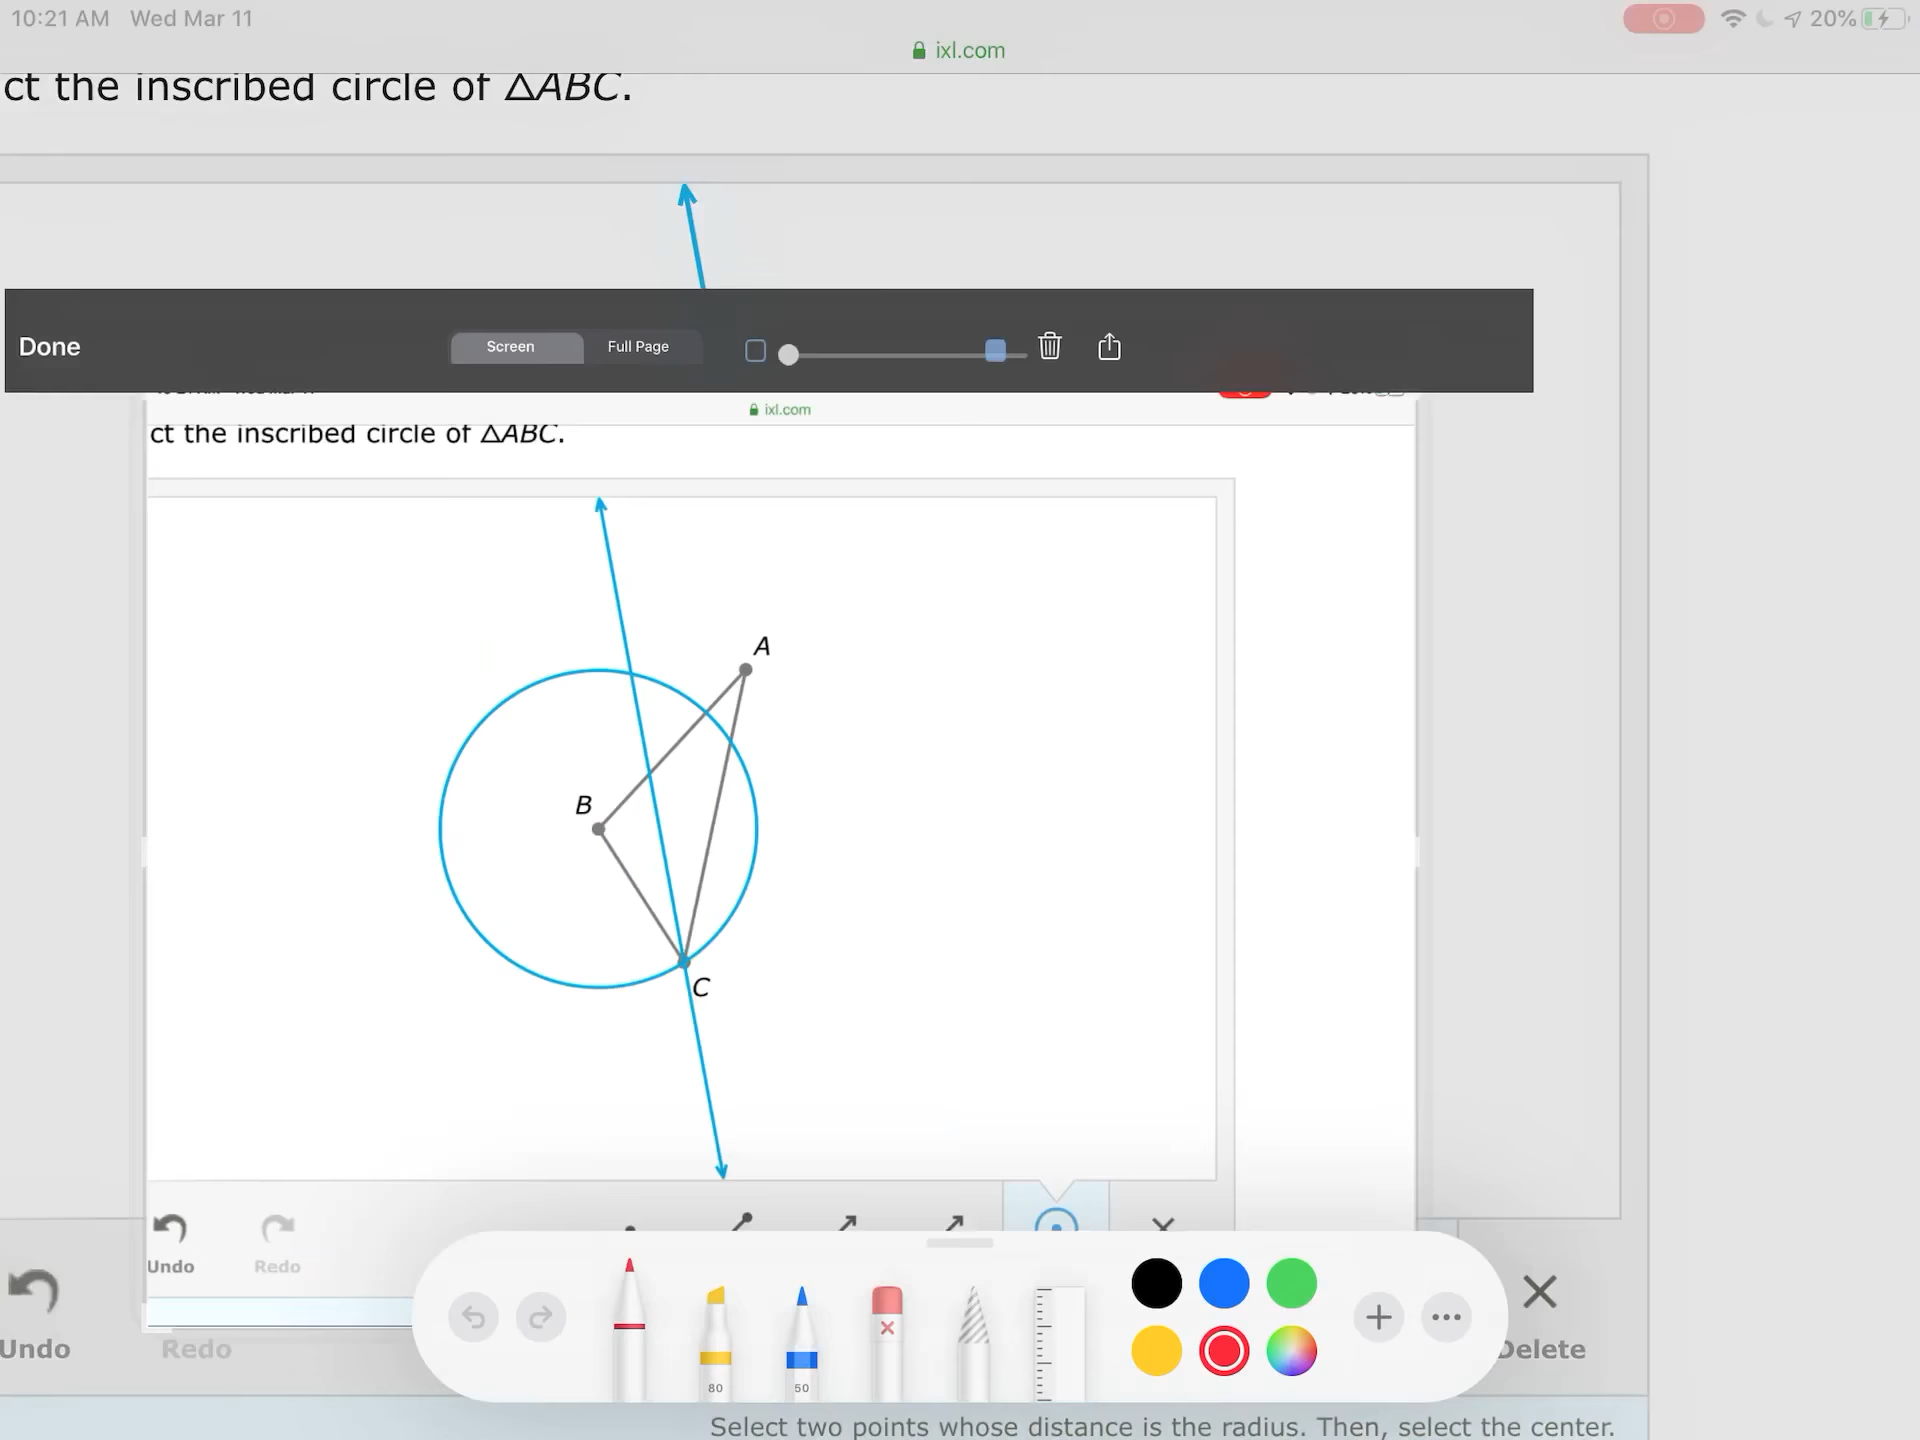 10:21 AM Wed Mar 11
20%
ixl.com
ct the inscribed circle of △ABC.
Done
Screen
Full Page
ixl.com
ct the inscribed circle of △ABC.
A
B
C
Undo
Redo
Undo
Redo
80
50
Delete
Select two points whose distance is the radius. Then, select the center.